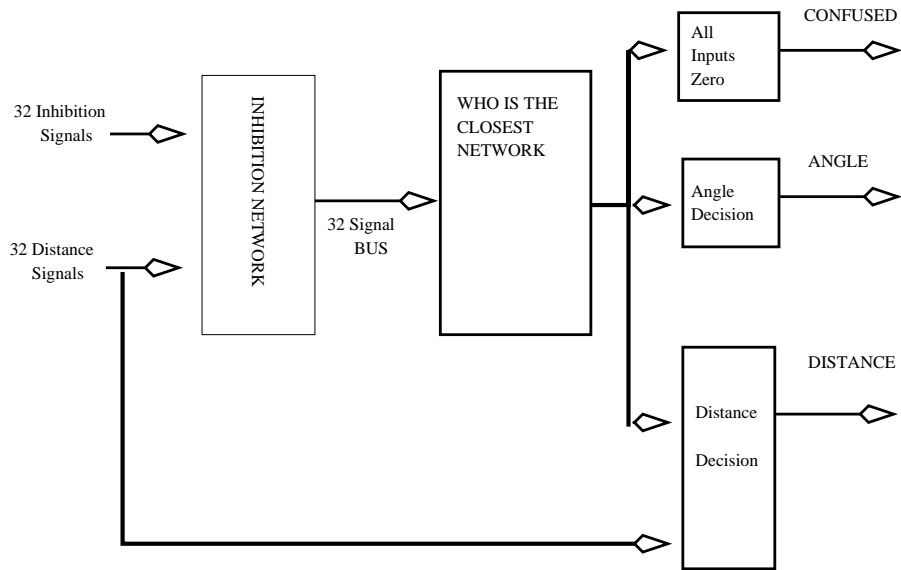 CONFUSED
All
Inputs
Zero
32 Inhibition
Signals
INHIBITION NETWORK
WHO IS THE
CLOSEST
NETWORK
ANGLE
Angle
Decision
32 Signal
BUS
32 Distance
Signals
DISTANCE
Distance
Decision